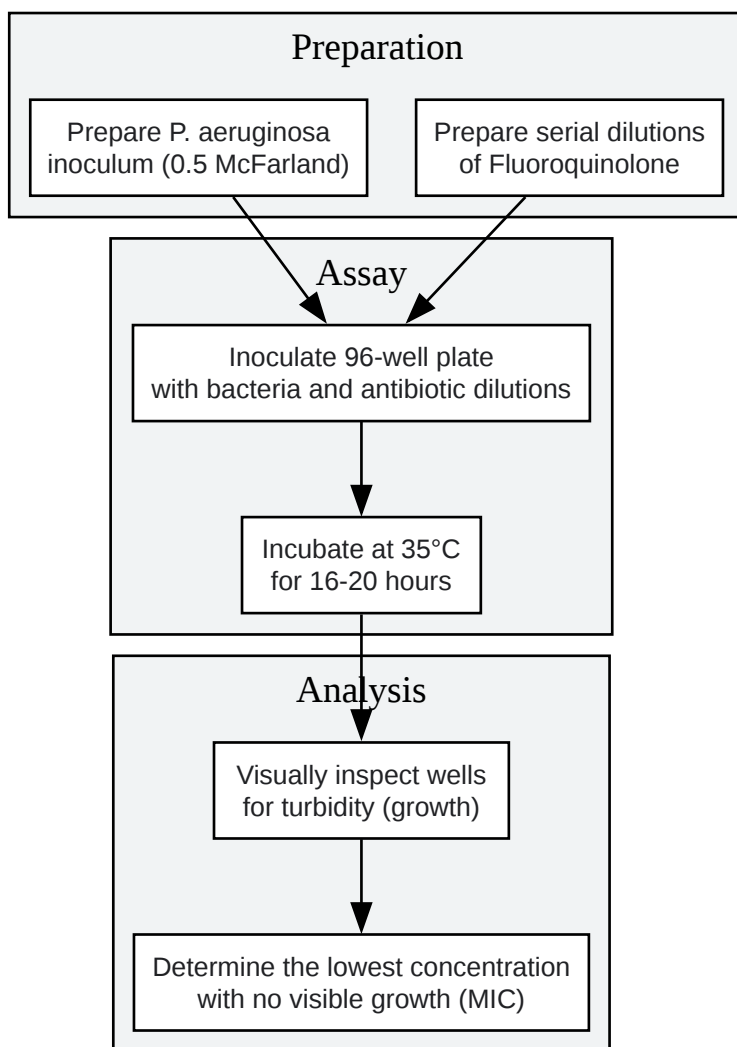 Preparation
Prepare P. aeruginosa
inoculum (0.5 McFarland)
Prepare serial dilutions
of Fluoroquinolone
Assay
Inoculate 96-well plate
with bacteria and antibiotic dilutions
Incubate at 35°C
for 16-20 hours
Analysis
Visually inspect wells
for turbidity (growth)
Determine the lowest concentration
with no visible growth (MIC)